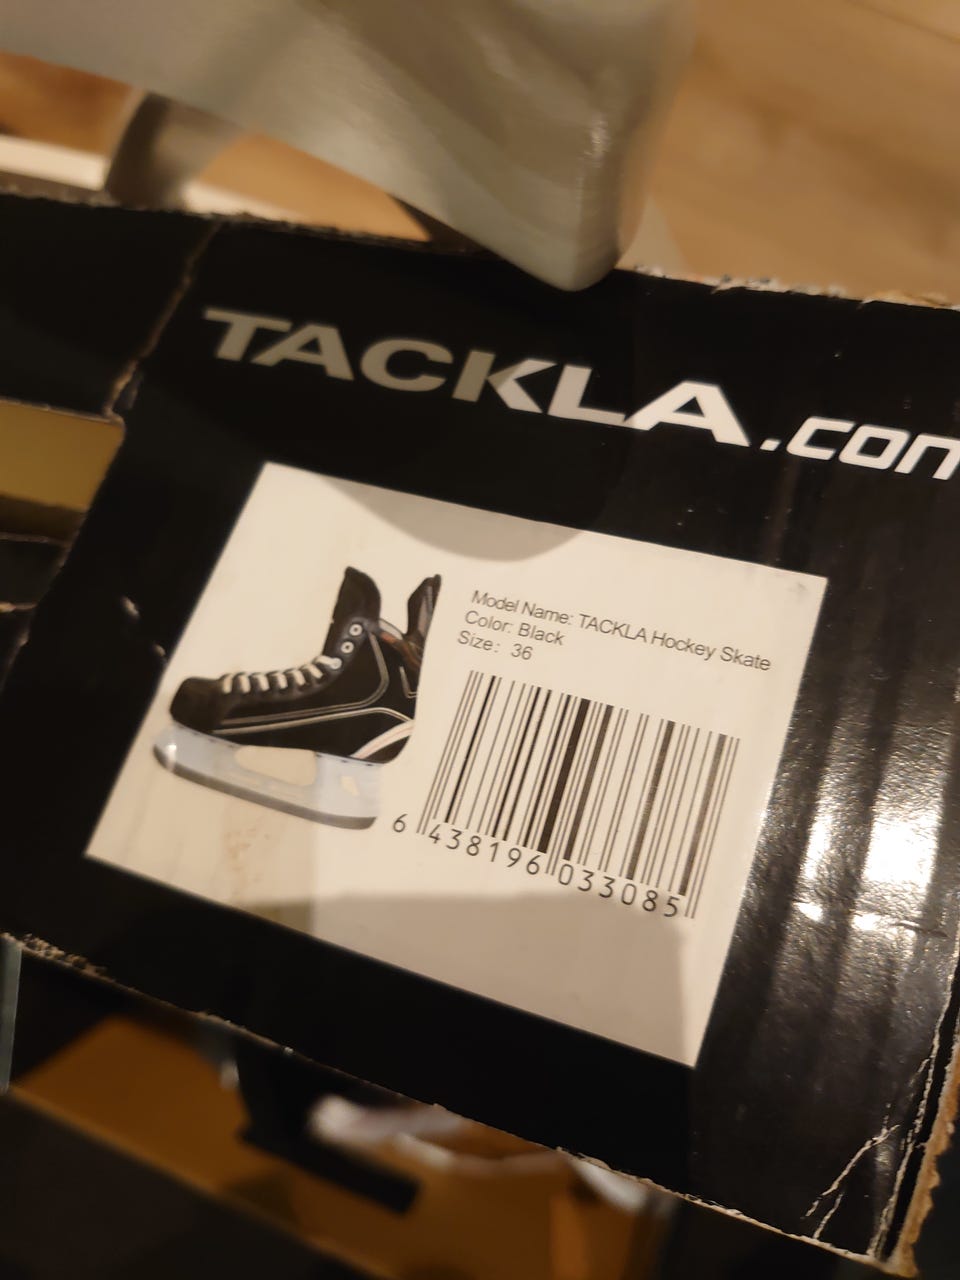 TACKLA.com
Model Name: TACKLA Hockey Skate
Color: Black
Size: 36
6 438196 033085